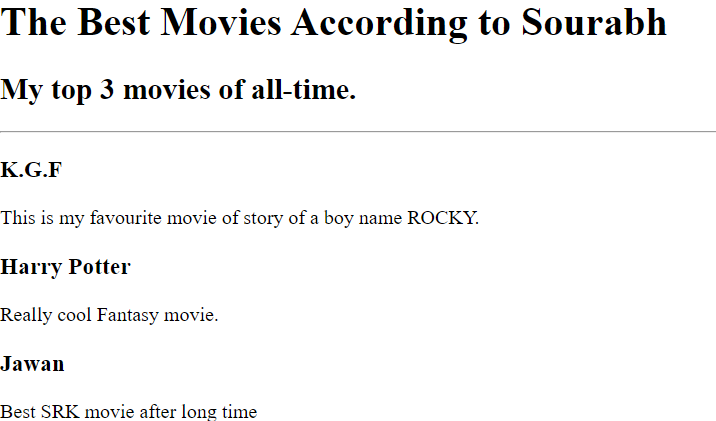 The Best Movies According to Sourabh
My top 3 movies of all-time.
K.G.F
This is my favourite movie of story of a boy name ROCKY.
Harry Potter
Really cool Fantasy movie.
Jawan
Best SRK movie after long time